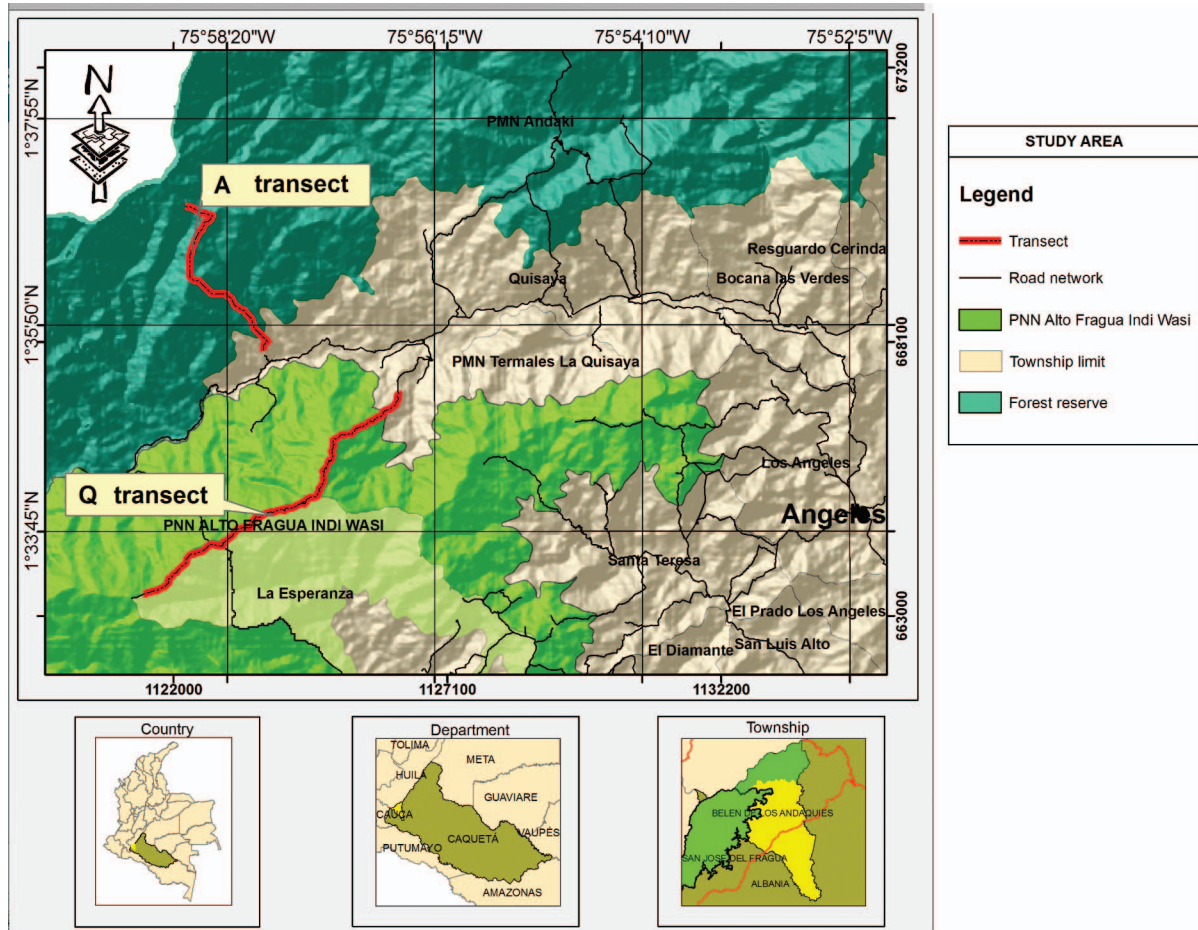 75°58'20"W
75°56'15"W
75°54'10"W
75°52'5"W
673200
1°37'55"N
N
PMN Andaki
A transect
Resguardo Cerinda
Quisaya
Bocana las Verdes
1°35'50"N
668100
PMN Termales La Quisaya
Los Angeles
Q transect
Angeles
PNN ALTO FRAGUA INDI WASI
1°33'45"N
Santa Teresa
La Esperanza
El Prado Los Angeles
663000
El Diamante
San Luis Alto
1122000
1127100
1132200
STUDY AREA
Legend
Transect
Road network
PNN Alto Fragua Indi Wasi
Township limit
Forest reserve
Country
Department
TOLIMA
META
HUILA
GUAVIARE
CAUCA
VAUPÉS
CAQUETÁ
PUTUMAYO
AMAZONAS
Township
BELEN DE LOS ANDAQUIES
SAN JOSE DEL FRAGUA
ALBANIA